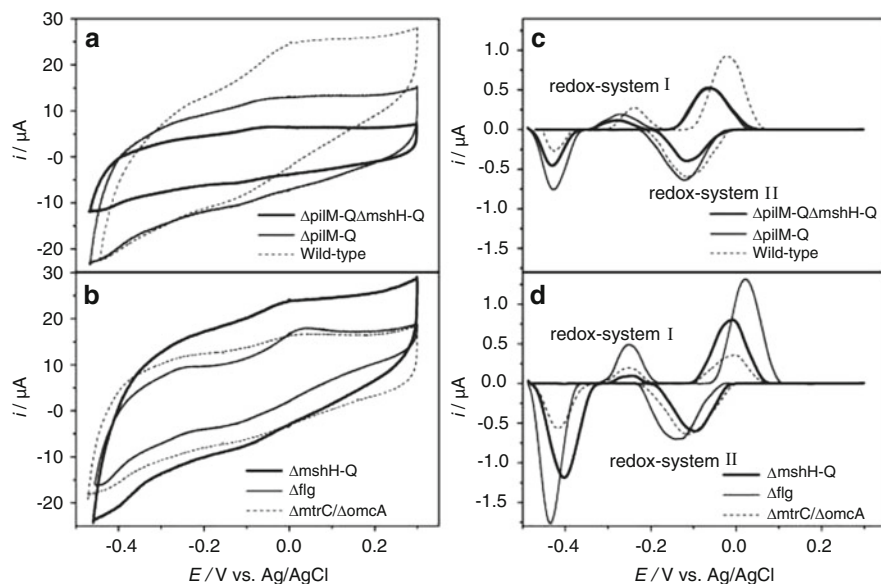 a
30
20
10
-0
-10
-20
i / µA
ΔpilM-QΔmshH-Q
ΔpilM-Q
Wild-type
b
30
20
10
-0
-10
-20
i / µA
ΔmshH-Q
Δflg
ΔmtrC/ΔomcA
-0.4 -0.2 0.0 0.2
E / V vs. Ag/AgCl
c
1.0
0.5
0.0
-0.5
-1.0
-1.5
i / µA
redox-system I
redox-system II
ΔpilM-QΔmshH-Q
ΔpilM-Q
Wild-type
d
1.0
0.5
0.0
-0.5
-1.0
-1.5
i / µA
redox-system I
redox-system II
ΔmshH-Q
Δflg
ΔmtrC/ΔomcA
-0.4 -0.2 0.0 0.2
E / V vs. Ag/AgCl